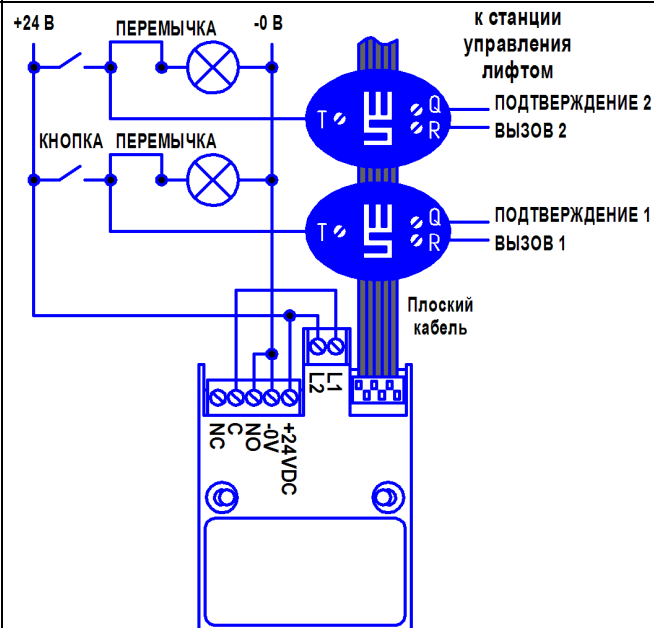 +24 В
ПЕРЕМЫЧКА
-0 В
к станции
управления
лифтом
T
Q
R
ПОДТВЕРЖДЕНИЕ 2
ВЫЗОВ 2
КНОПКА
ПЕРЕМЫЧКА
T
Q
R
ПОДТВЕРЖДЕНИЕ 1
ВЫЗОВ 1
Плоский
кабель
L2
L1
NC
C
NO
-0V
+24VDC